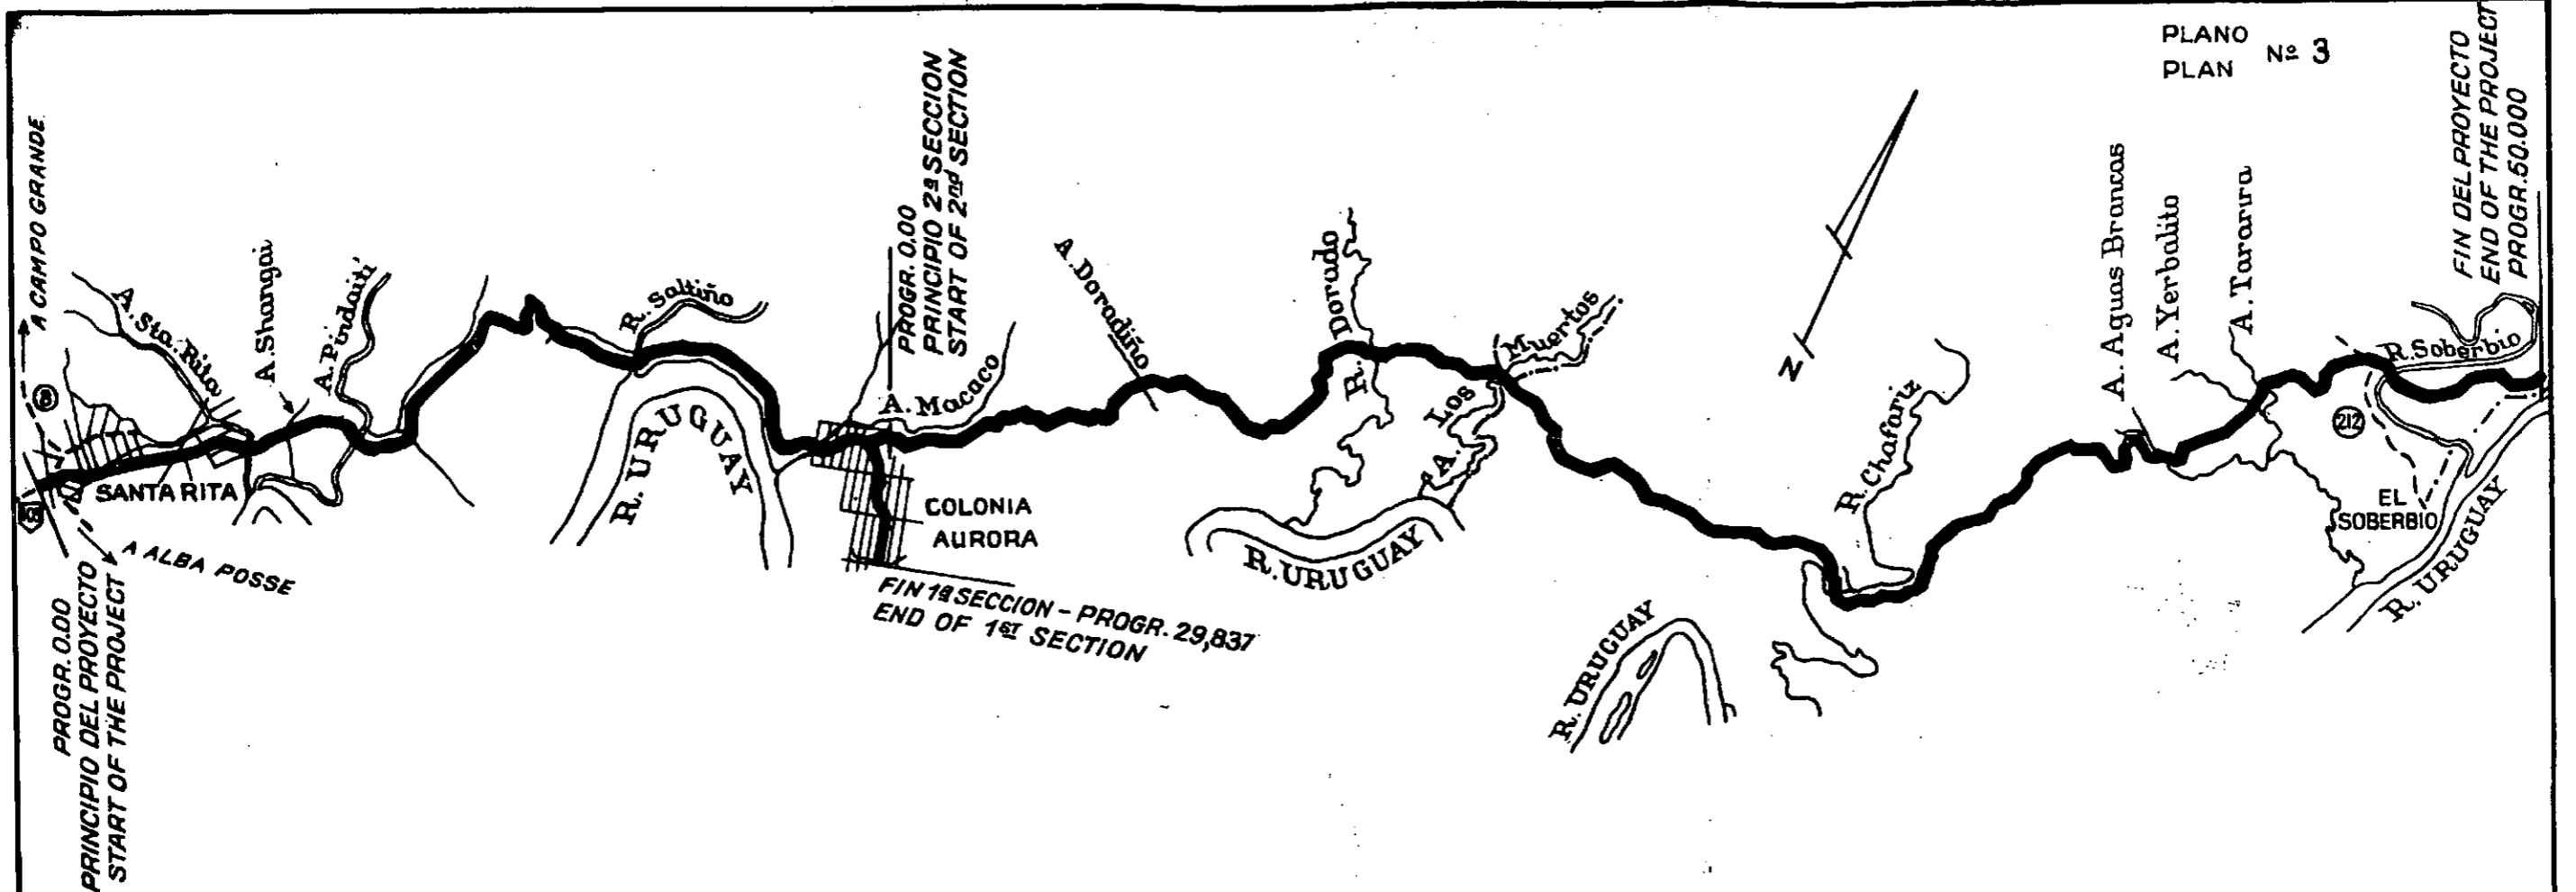 PLANO
PLAN
Nº 3
A CAMPO GRANDE
A. Sta. Rita
A. Shangai
A. Pindaití
8
SANTA RITA
A ALBA POSSE
PROGR. 0.00
PRINCIPIO DEL PROYECTO
START OF THE PROJECT
R. Saltiño
R. URUGUAY
PROGR. 0.00
PRINCIPIO 2ª SECCION
START OF 2nd SECTION
A. Macaco
COLONIA
AURORA
FIN 1ª SECCION - PROGR. 29,837
END OF 1ST SECTION
A. Doradiño
R. Dorado
A. Los Muertos
R. URUGUAY
R. URUGUAY
R. Chafariz
N
A. Aguas Brancas
A. Yerbalito
A. Tararira
R. Soberbio
212
EL
SOBERBIO
R. URUGUAY
FIN DEL PROYECTO
END OF THE PROJECT
PROGR. 50.000